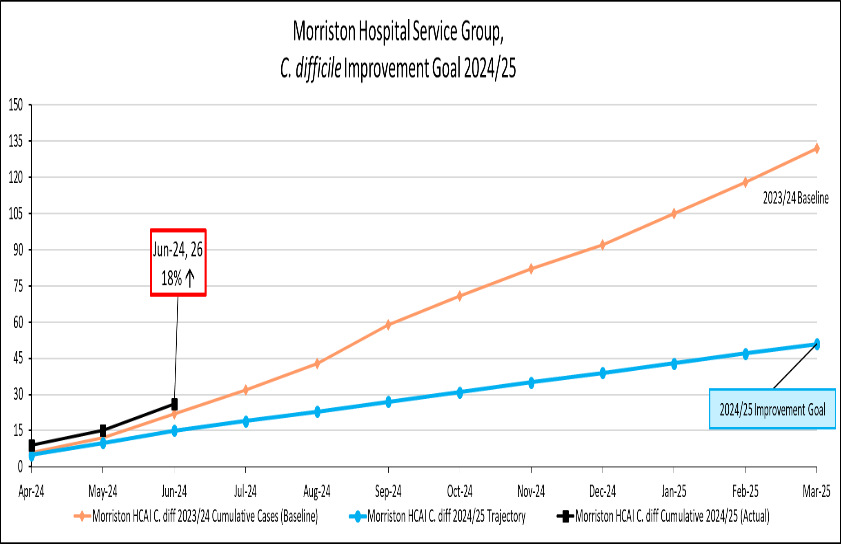 Morriston Hospital Service Group,
C. difficile Improvement Goal 2024/25
150
135
120
105
90
75
60
45
30
15
0
2023/24 Baseline
Jun-24, 26
18% ↑
2024/25 Improvement Goal
Apr-24 May-24 Jun-24 Jul-24 Aug-24 Sep-24 Oct-24 Nov-24 Dec-24 Jan-25 Feb-25 Mar-25
Morriston HCAI C. diff 2023/24 Cumulative Cases (Baseline) Morriston HCAI C. diff 2024/25 Trajectory Morriston HCAI C. diff Cumulative 2024/25 (Actual)